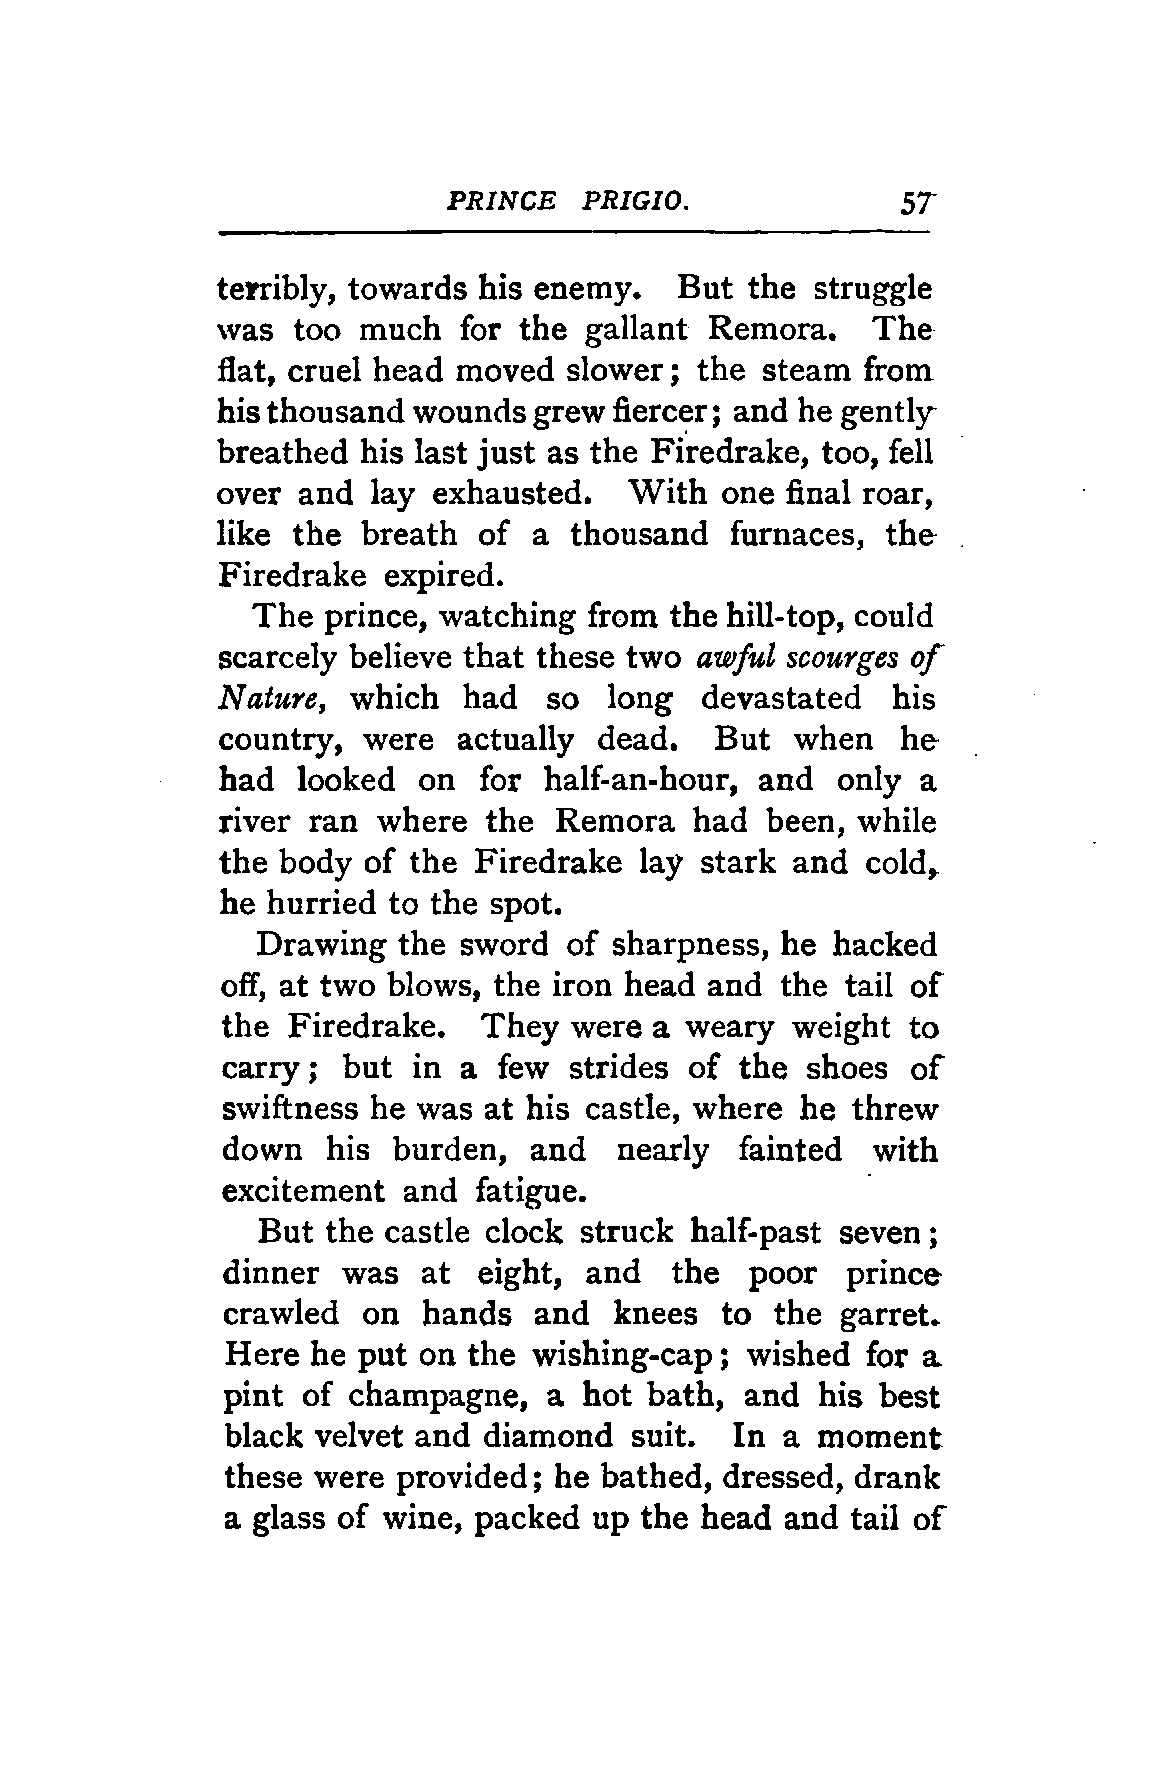 PRINCE PRIGIO. 57
terribly, towards his enemy. But the struggle
was too much for the gallant Remora. The
flat, cruel head moved slower; the steam from
his thousand wounds grew fiercer; and he gently
breathed his last just as the Firedrake, too, fell
over and lay exhausted. With one final roar,
like the breath of a thousand furnaces, the
Firedrake expired.
The prince, watching from the hill-top, could
scarcely believe that these two awful scourges of
Nature, which had so long devastated his
country, were actually dead. But when he
had looked on for half-an-hour, and only a
river ran where the Remora had been, while
the body of the Firedrake lay stark and cold,
he hurried to the spot.
Drawing the sword of sharpness, he hacked
off, at two blows, the iron head and the tail of
the Firedrake. They were a weary weight to
carry; but in a few strides of the shoes of
swiftness he was at his castle, where he threw
down his burden, and nearly fainted with
excitement and fatigue.
But the castle clock struck half-past seven;
dinner was at eight, and the poor prince
crawled on hands and knees to the garret.
Here he put on the wishing-cap; wished for a
pint of champagne, a hot bath, and his best
black velvet and diamond suit. In a moment
these were provided; he bathed, dressed, drank
a glass of wine, packed up the head and tail of